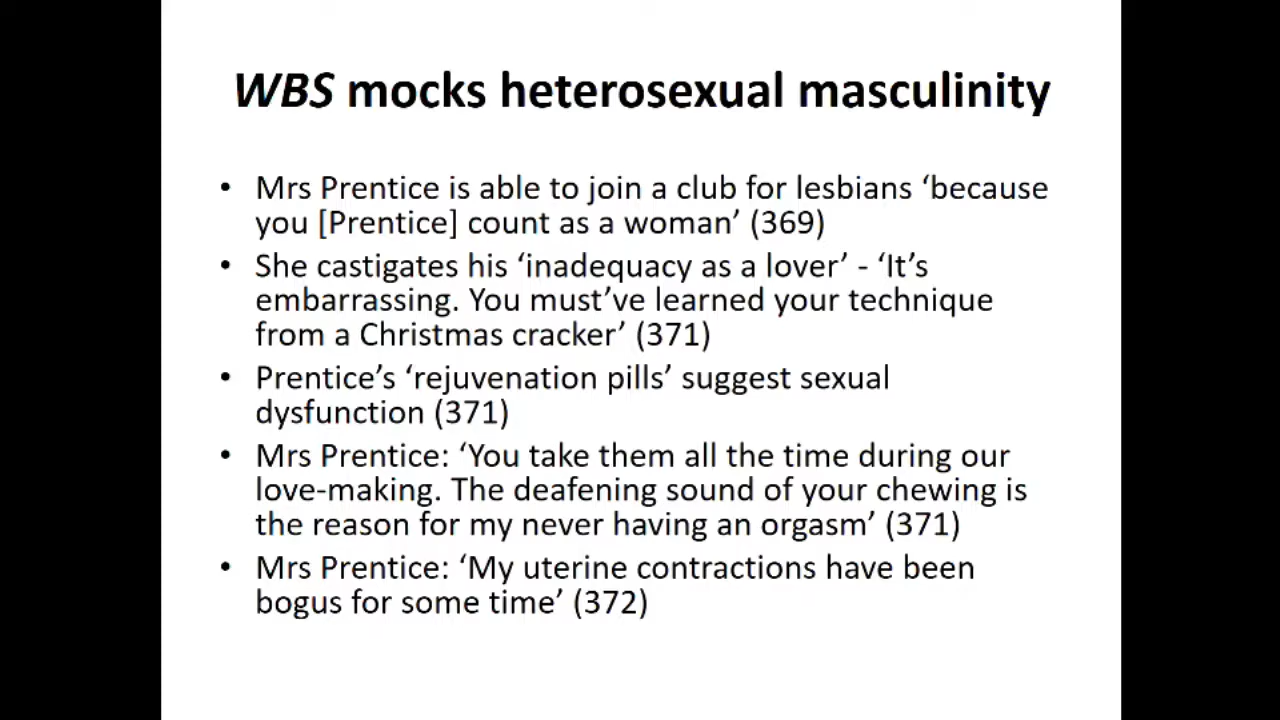 WBS mocks heterosexual masculinity
• Mrs Prentice is able to join a club for lesbians ‘because
you [Prentice] count as a woman’ (369)
• She castigates his ‘inadequacy as a lover’ - ‘It’s
embarrassing. You must’ve learned your technique
from a Christmas cracker’ (371)
• Prentice’s ‘rejuvenation pills’ suggest sexual
dysfunction (371)
• Mrs Prentice: ‘You take them all the time during our
love-making. The deafening sound of your chewing is
the reason for my never having an orgasm’ (371)
• Mrs Prentice: ‘My uterine contractions have been
bogus for some time’ (372)